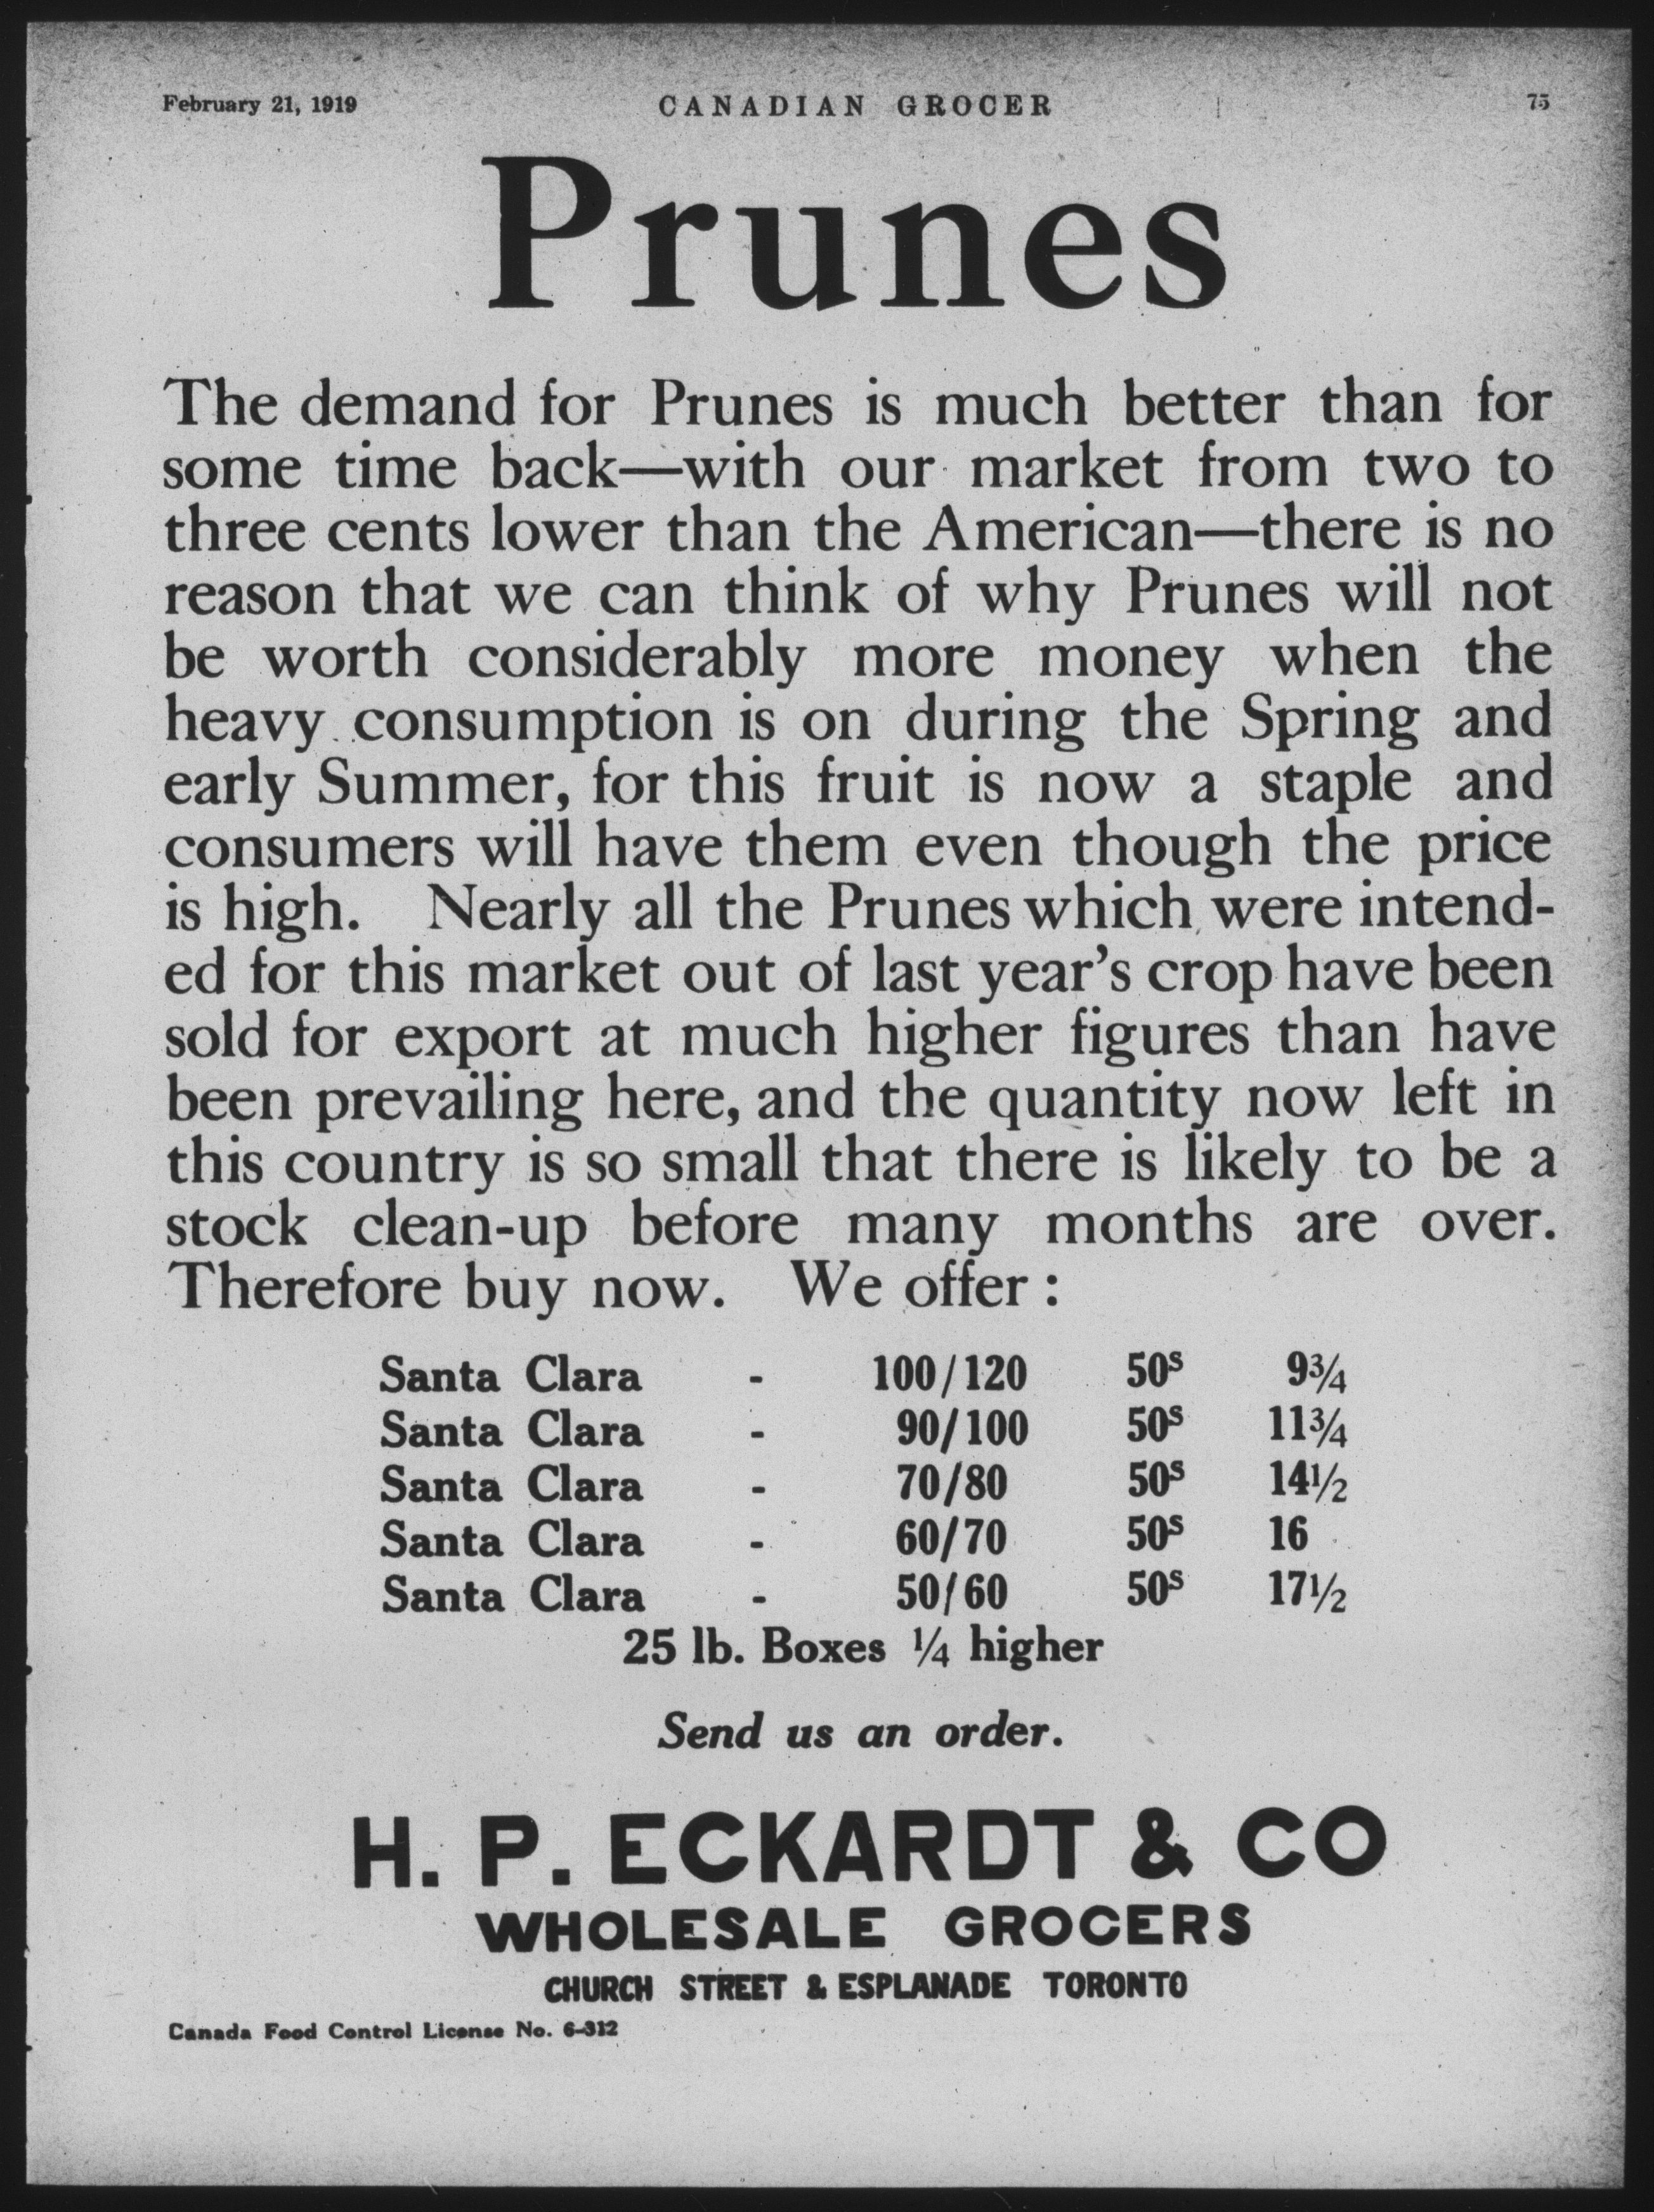 February 21, 1919 CANADIAN GROCER 75
Prunes
The demand for Prunes is much better than for
some time back—with our market from two to
three cents lower than the American—there is no
reason that we can think of why Prunes will not
be worth considerably more money when the
heavy consumption is on during the Spring and
early Summer, for this fruit is now a staple and
consumers will have them even though the price
is high. Nearly all the Prunes which were intend-
ed for this market out of last year's crop have been
sold for export at much higher figures than have
been prevailing here, and the quantity now left in
this country is so small that there is likely to be a
stock clean-up before many months are over.
Therefore buy now. We offer:
Santa Clara - 100/120 50s 9¾
Santa Clara - 90/100 50s 11¾
Santa Clara - 70/80 50s 14½
Santa Clara - 60/70 50s 16
Santa Clara - 50/60 50s 17½
25 lb. Boxes ¼ higher
Send us an order.
H. P. ECKARDT & CO
WHOLESALE GROCERS
CHURCH STREET & ESPLANADE TORONTO
Canada Food Control License No. 6-312